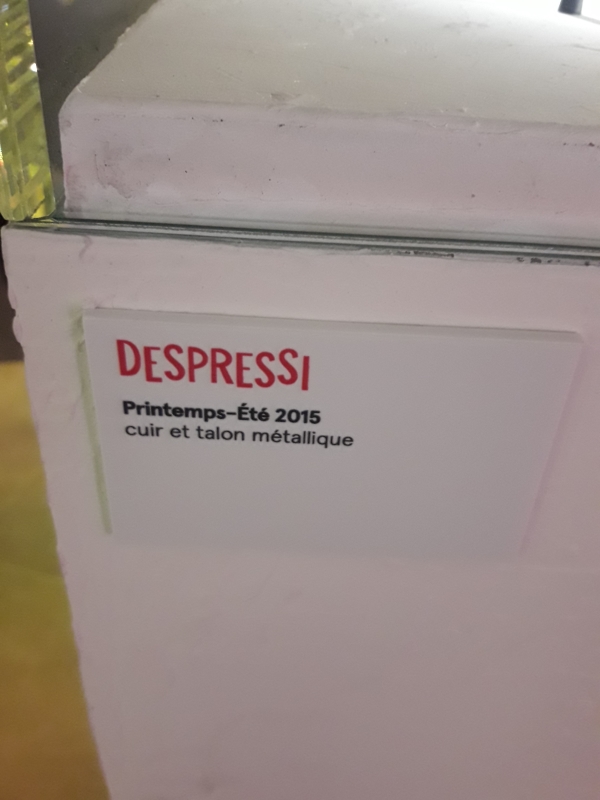 DESPRESSI
Printemps-Été 2015
cuir et talon métallique